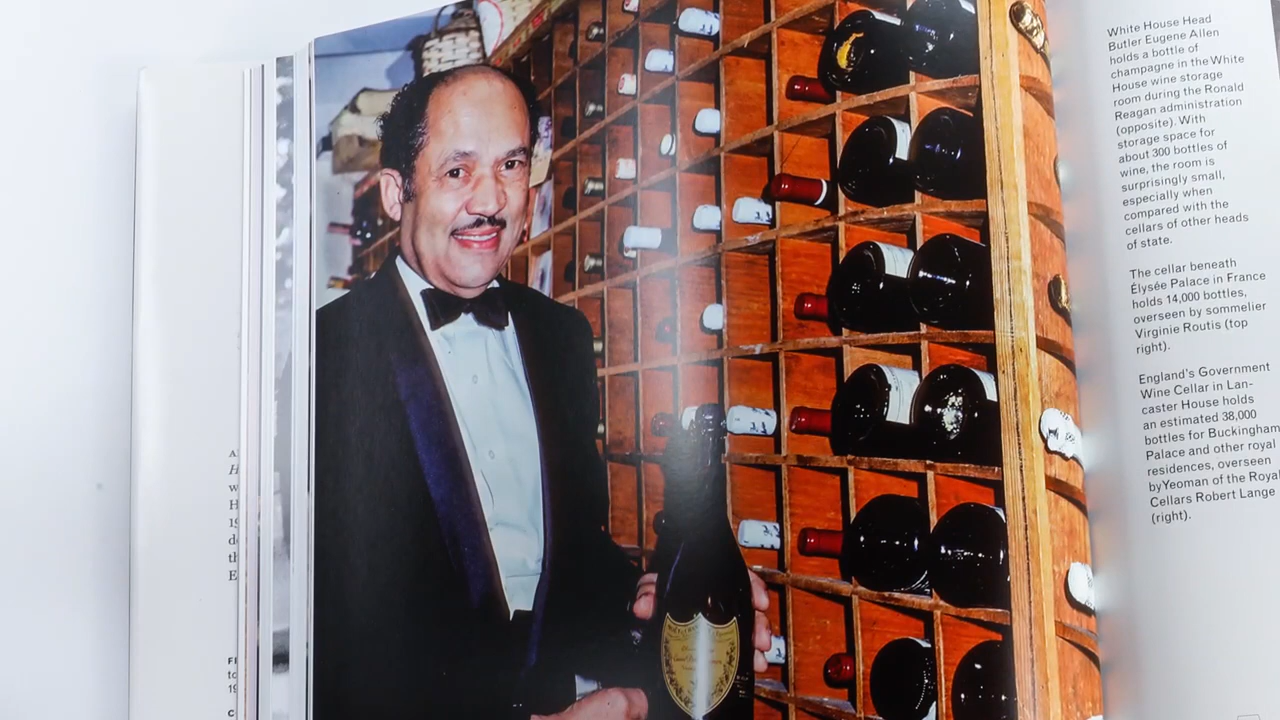 White House Head
Butler Eugene Allen
holds a bottle of
champagne in the White
House wine storage
room during the Ronald
Reagan administration
(opposite). With
storage space for
about 300 bottles of
wine, the room is
surprisingly small,
especially when
compared with the
cellars of other heads
of state.
The cellar beneath
Élysée Palace in France
holds 14,000 bottles,
overseen by sommelier
Virginie Routis (top
right).
England's Government
Wine Cellar in Lan-
caster House holds
an estimated 38,000
bottles for Buckingham
Palace and other royal
residences, overseen
by Yeoman of the Royal
Cellars Robert Large
(right).